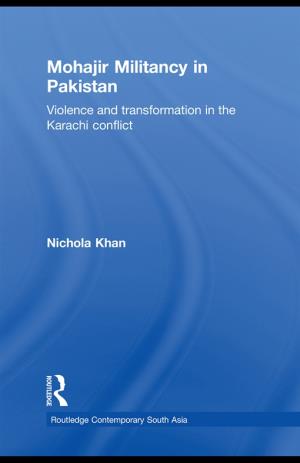 Mohajir Militancy in
Pakistan
Violence and transformation in the
Karachi conflict
Nichola Khan
ROUTLEDGE
Routledge Contemporary South Asia